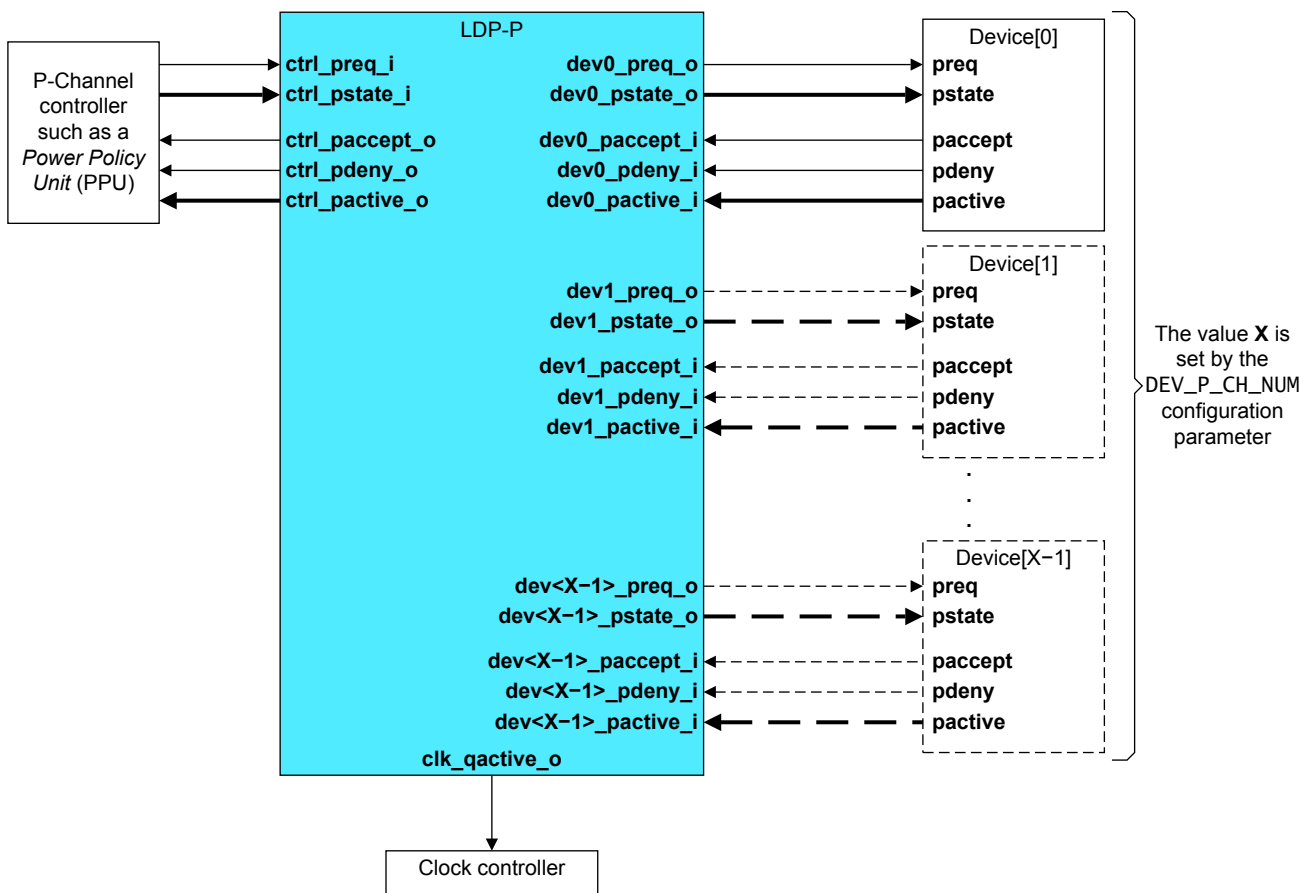 LDP-P
P-Channel
controller
such as a
Power Policy
Unit (PPU)
ctrl_preq_i
ctrl_pstate_i
ctrl_paccept_o
ctrl_pdeny_o
ctrl_pactive_o
dev0_preq_o
dev0_pstate_o
dev0_paccept_i
dev0_pdeny_i
dev0_pactive_i
Device[0]
preq
pstate
paccept
pdeny
pactive
dev1_preq_o
dev1_pstate_o
dev1_paccept_i
dev1_pdeny_i
dev1_pactive_i
Device[1]
preq
pstate
paccept
pdeny
pactive
.
.
.
dev<X−1>_preq_o
dev<X−1>_pstate_o
dev<X−1>_paccept_i
dev<X−1>_pdeny_i
dev<X−1>_pactive_i
Device[X−1]
preq
pstate
paccept
pdeny
pactive
The value X is
set by the
DEV_P_CH_NUM
configuration
parameter
clk_qactive_o
Clock controller